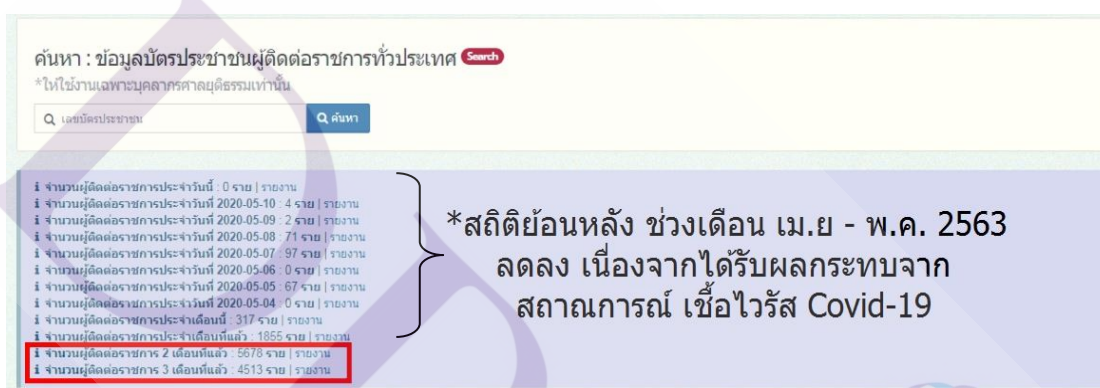 ค้นหา : ข้อมูลบัตรประชาชนผู้ติดต่อราชการทั่วประเทศ Search
*ให้ใช้งานเฉพาะบุคลากรศาลยุติธรรมเท่านั้น
เลขบัตรประชาชน ค้นหา
จำนวนผู้ติดต่อราชการประจำวันนี้ : 0 ราย | รายงาน
จำนวนผู้ติดต่อราชการประจำวันที่ 2020-05-10 : 4 ราย | รายงาน
จำนวนผู้ติดต่อราชการประจำวันที่ 2020-05-09 : 2 ราย | รายงาน
จำนวนผู้ติดต่อราชการประจำวันที่ 2020-05-08 : 71 ราย | รายงาน
จำนวนผู้ติดต่อราชการประจำวันที่ 2020-05-07 : 97 ราย | รายงาน
จำนวนผู้ติดต่อราชการประจำวันที่ 2020-05-06 : 0 ราย | รายงาน
จำนวนผู้ติดต่อราชการประจำวันที่ 2020-05-05 : 67 ราย | รายงาน
จำนวนผู้ติดต่อราชการประจำวันที่ 2020-05-04 : 0 ราย | รายงาน
จำนวนผู้ติดต่อราชการประจำเดือนนี้ : 317 ราย | รายงาน
จำนวนผู้ติดต่อราชการประจำเดือนที่แล้ว : 1855 ราย | รายงาน
จำนวนผู้ติดต่อราชการ 2 เดือนที่แล้ว : 5678 ราย | รายงาน
จำนวนผู้ติดต่อราชการ 3 เดือนที่แล้ว : 4513 ราย | รายงาน
*สถิติย้อนหลัง ช่วงเดือน เม.ย - พ.ค. 2563
ลดลง เนื่องจากได้รับผลกระทบจาก
สถาณการณ์ เชื้อไวรัส Covid-19